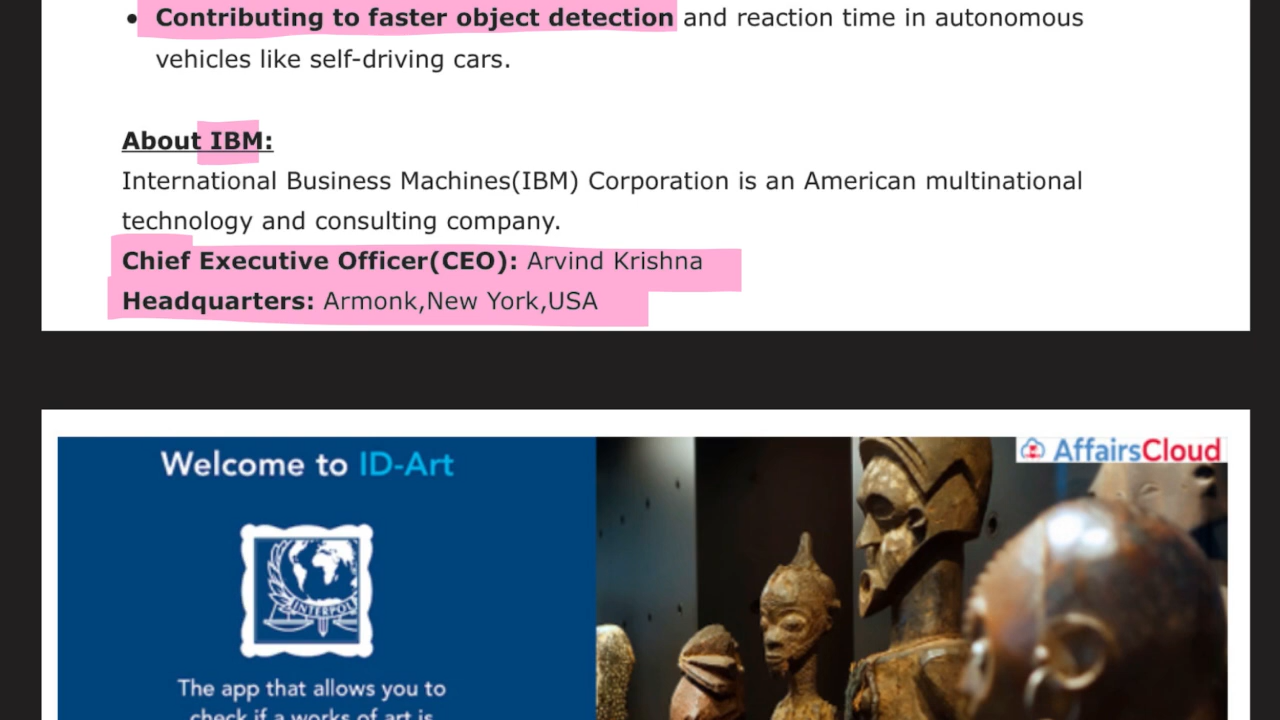 • Contributing to faster object detection and reaction time in autonomous
vehicles like self-driving cars.
About IBM:
International Business Machines(IBM) Corporation is an American multinational
technology and consulting company.
Chief Executive Officer(CEO): Arvind Krishna
Headquarters: Armonk,New York,USA
AffairsCloud
Welcome to ID-Art
INTERPOL
The app that allows you to
check if a works of art is